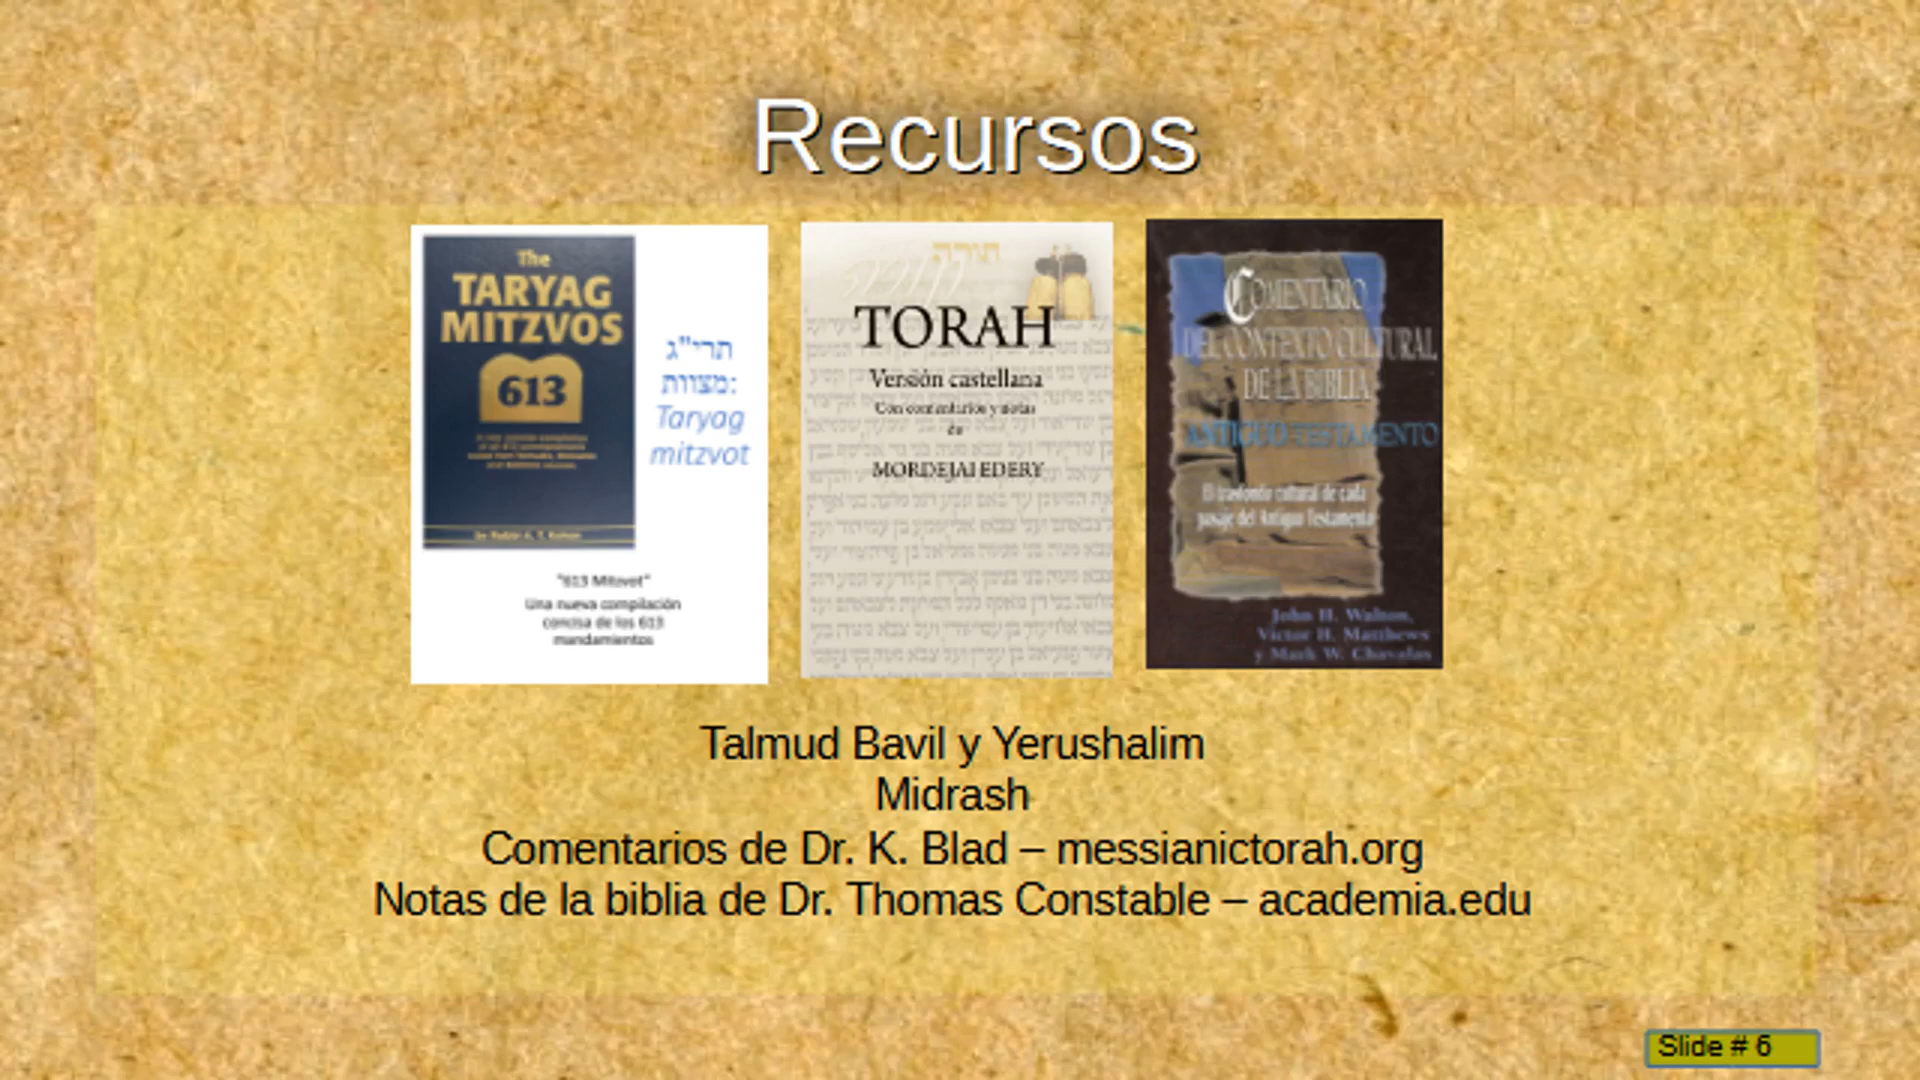 Recursos
The
TARYAG
MITZVOS
613
תרי"ג
מצוות:
Taryag
mitzvot
"613 Mitzvot"
Una nueva compilación
concisa de los 613
mandamientos
תורה
TORAH
Versión castellana
Con comentarios y notas
de
MORDEJAI EDERY
COMENTARIO
DEL CONTEXTO CULTURAL
DE LA BIBLIA
ANTIGUO TESTAMENTO
El trasfondo cultural de cada
pasaje del Antiguo Testamento
John H. Walton,
Victor H. Matthews
y Mark W. Chavalas
Talmud Bavil y Yerushalim
Midrash
Comentarios de Dr. K. Blad – messianictorah.org
Notas de la biblia de Dr. Thomas Constable – academia.edu
Slide # 6